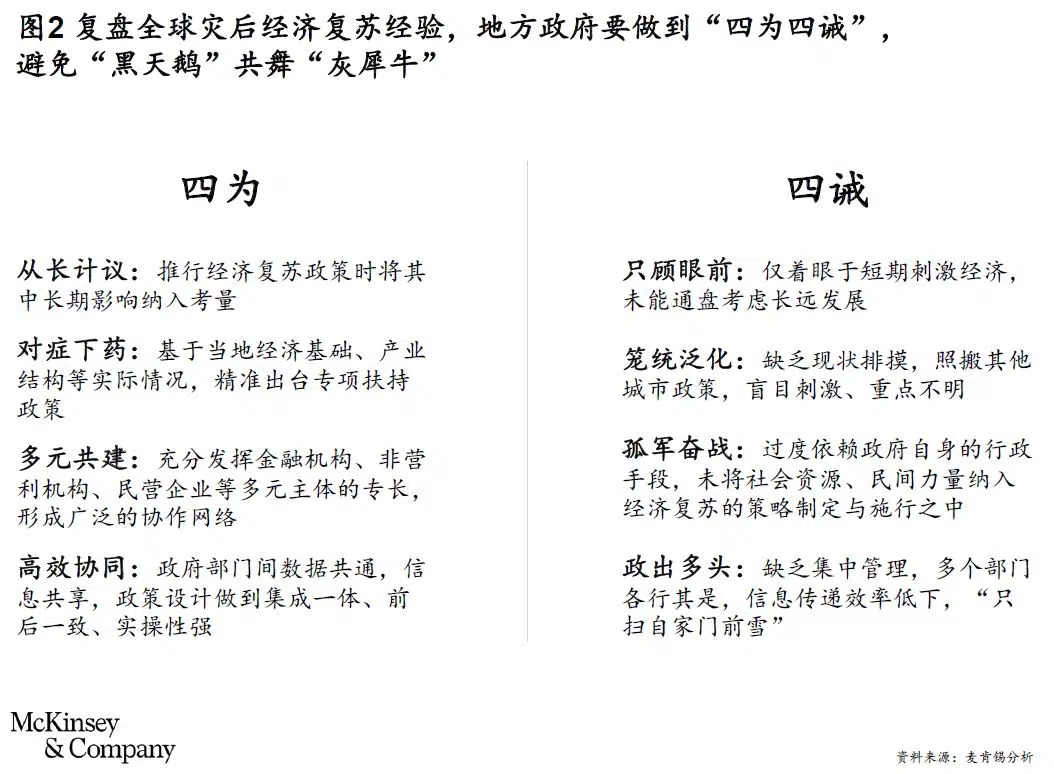 图2 复盘全球灾后经济复苏经验，地方政府要做到“四为四诫”，
避免“黑天鹅”共舞“灰犀牛”
四为
从长计议：推行经济复苏政策时将其
中长期影响纳入考量
对症下药：基于当地经济基础、产业
结构等实际情况，精准出台专项扶持
政策
多元共建：充分发挥金融机构、非营
利机构、民营企业等多元主体的专长，
形成广泛的协作网络
高效协同：政府部门间数据共通，信
息共享，政策设计做到集成一体、前
后一致、实操性强
四诫
只顾眼前：仅着眼于短期刺激经济，
未能通盘考虑长远发展
笼统泛化：缺乏现状排摸，照搬其他
城市政策，盲目刺激、重点不明
孤军奋战：过度依赖政府自身的行政
手段，未将社会资源、民间力量纳入
经济复苏的策略制定与施行之中
政出多头：缺乏集中管理，多个部门
各行其是，信息传递效率低下，“只
扫自家门前雪”
McKinsey
& Company
资料来源：麦肯锡分析